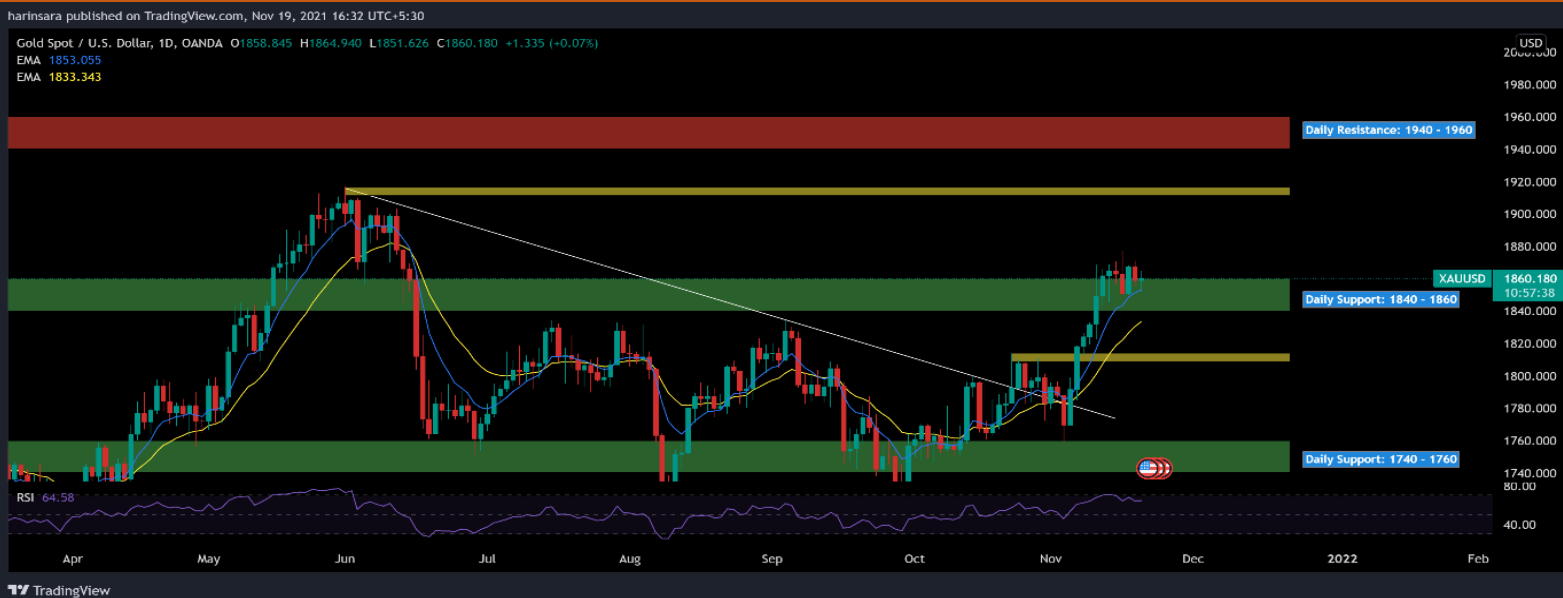 harinsara published on TradingView.com, Nov 19, 2021 16:32 UTC+5:30
Gold Spot / U.S. Dollar, 1D, OANDA O1858.845 H1864.940 L1851.626 C1860.180 +1.335 (+0.07%)
EMA 1853.055
EMA 1833.343
USD
1980.000
1960.000
Daily Resistance: 1940 - 1960
1940.000
1920.000
1900.000
1880.000
XAUUSD 1860.180
10:57:38
Daily Support: 1840 - 1860
1840.000
1820.000
1800.000
1780.000
1760.000
Daily Support: 1740 - 1760
1740.000
80.00
RSI 64.58
40.00
Apr May Jun Jul Aug Sep Oct Nov Dec 2022 Feb
TradingView